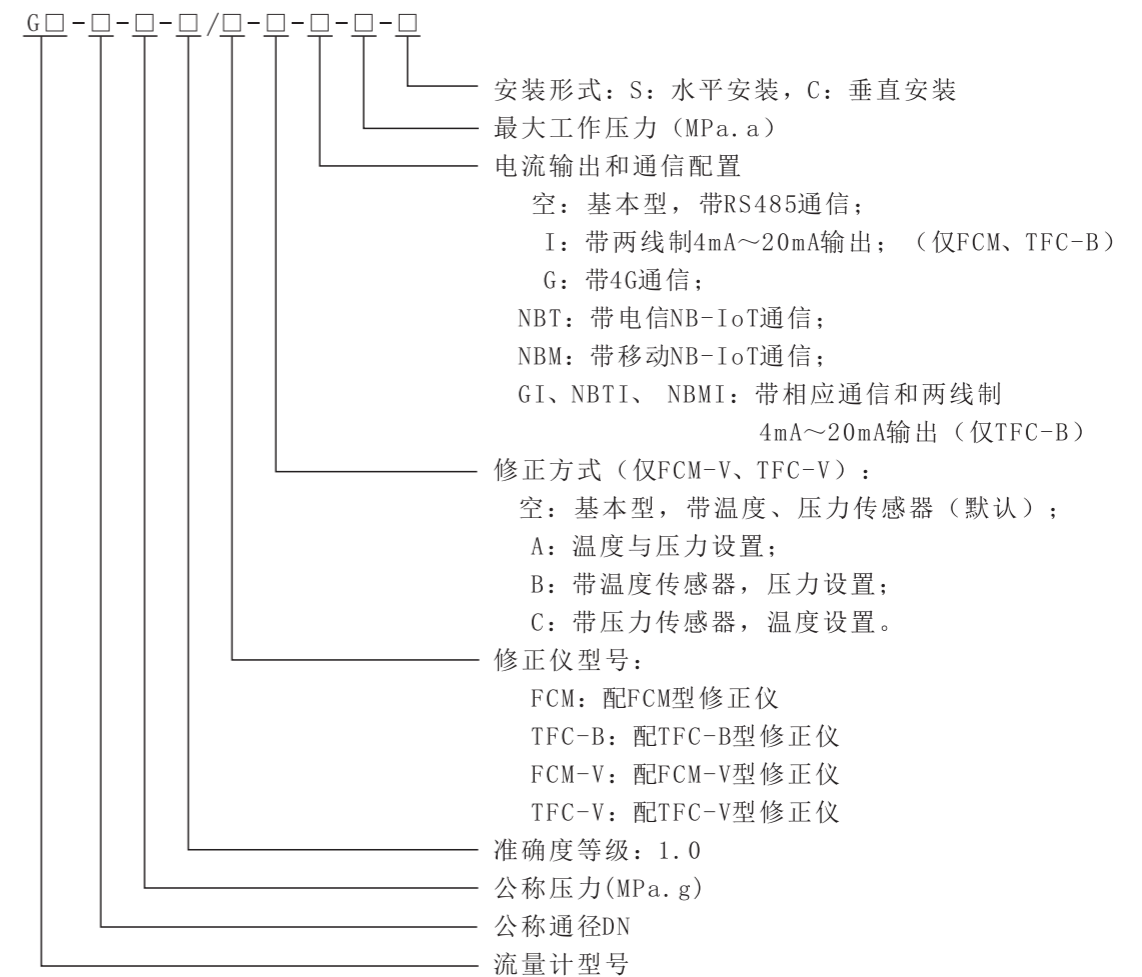 G□-□-□-□/□-□-□-□-□
安装形式：S：水平安装，C：垂直安装
最大工作压力（MPa.a）
电流输出和通信配置
空：基本型，带RS485通信；
I：带两线制4mA～20mA输出；（仅FCM、TFC-B）
G：带4G通信；
NBT：带电信NB-IoT通信；
NBM：带移动NB-IoT通信；
GI、NBTI、 NBMI：带相应通信和两线制
4mA～20mA输出（仅TFC-B）
修正方式（仅FCM-V、TFC-V）：
空：基本型，带温度、压力传感器（默认）；
A：温度与压力设置；
B：带温度传感器，压力设置；
C：带压力传感器，温度设置。
修正仪型号：
FCM：配FCM型修正仪
TFC-B：配TFC-B型修正仪
FCM-V：配FCM-V型修正仪
TFC-V：配TFC-V型修正仪
准确度等级：1.0
公称压力(MPa.g)
公称通径DN
流量计型号